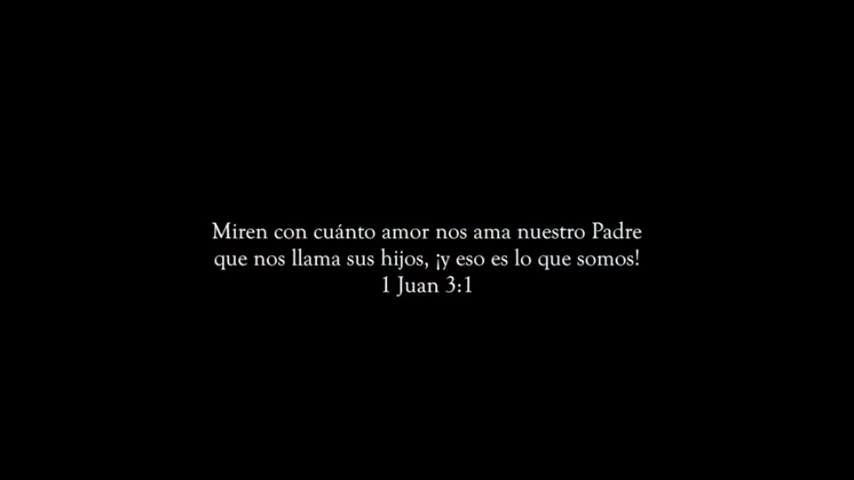 Miren con cuánto amor nos ama nuestro Padre
que nos llama sus hijos, ¡y eso es lo que somos!
1 Juan 3:1